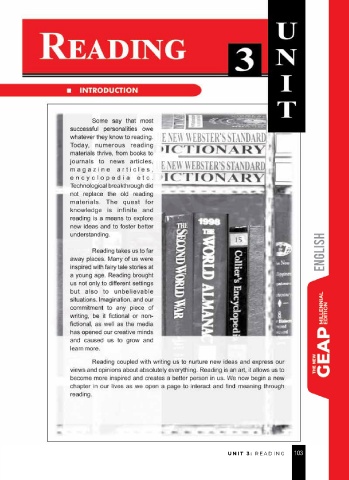 READING
3
UNIT
INTRODUCTION
Some say that most
successful personalities owe
whatever they know to reading.
Today, numerous reading
materials thrive, from books to
journals to news articles,
magazine articles,
encyclopedia etc.
Technological breakthrough did
not replace the old reading
materials. The quest for
knowledge is infinite and
reading is a means to explore
new ideas and to foster better
understanding.
Reading takes us to far
away places. Many of us were
inspired with fairy tale stories at
a young age. Reading brought
us not only to different settings
but also to unbelievable
situations. Imagination, and our
commitment to any piece of
writing, be it fictional or non-
fictional, as well as the media
has opened our creative minds
and caused us to grow and
learn more.
Reading coupled with writing us to nurture new ideas and express our
views and opinions about absolutely everything. Reading is an art, it allows us to
become more inspired and creates a better person in us. We now begin a new
chapter in our lives as we open a page to interact and find meaning through
reading.
E NEW WEBSTER'S STANDARD
DICTIONARY
E NEW WEBSTER'S STANDARD
DICTIONARY
THE SECOND WORLD WAR
1998
THE WORLD ALMANAC
15
Collier's Encyclopedi
ENGLISH
THE NEW
GEAP
MILLENNIAL
EDITION
UNIT 3: READING
103